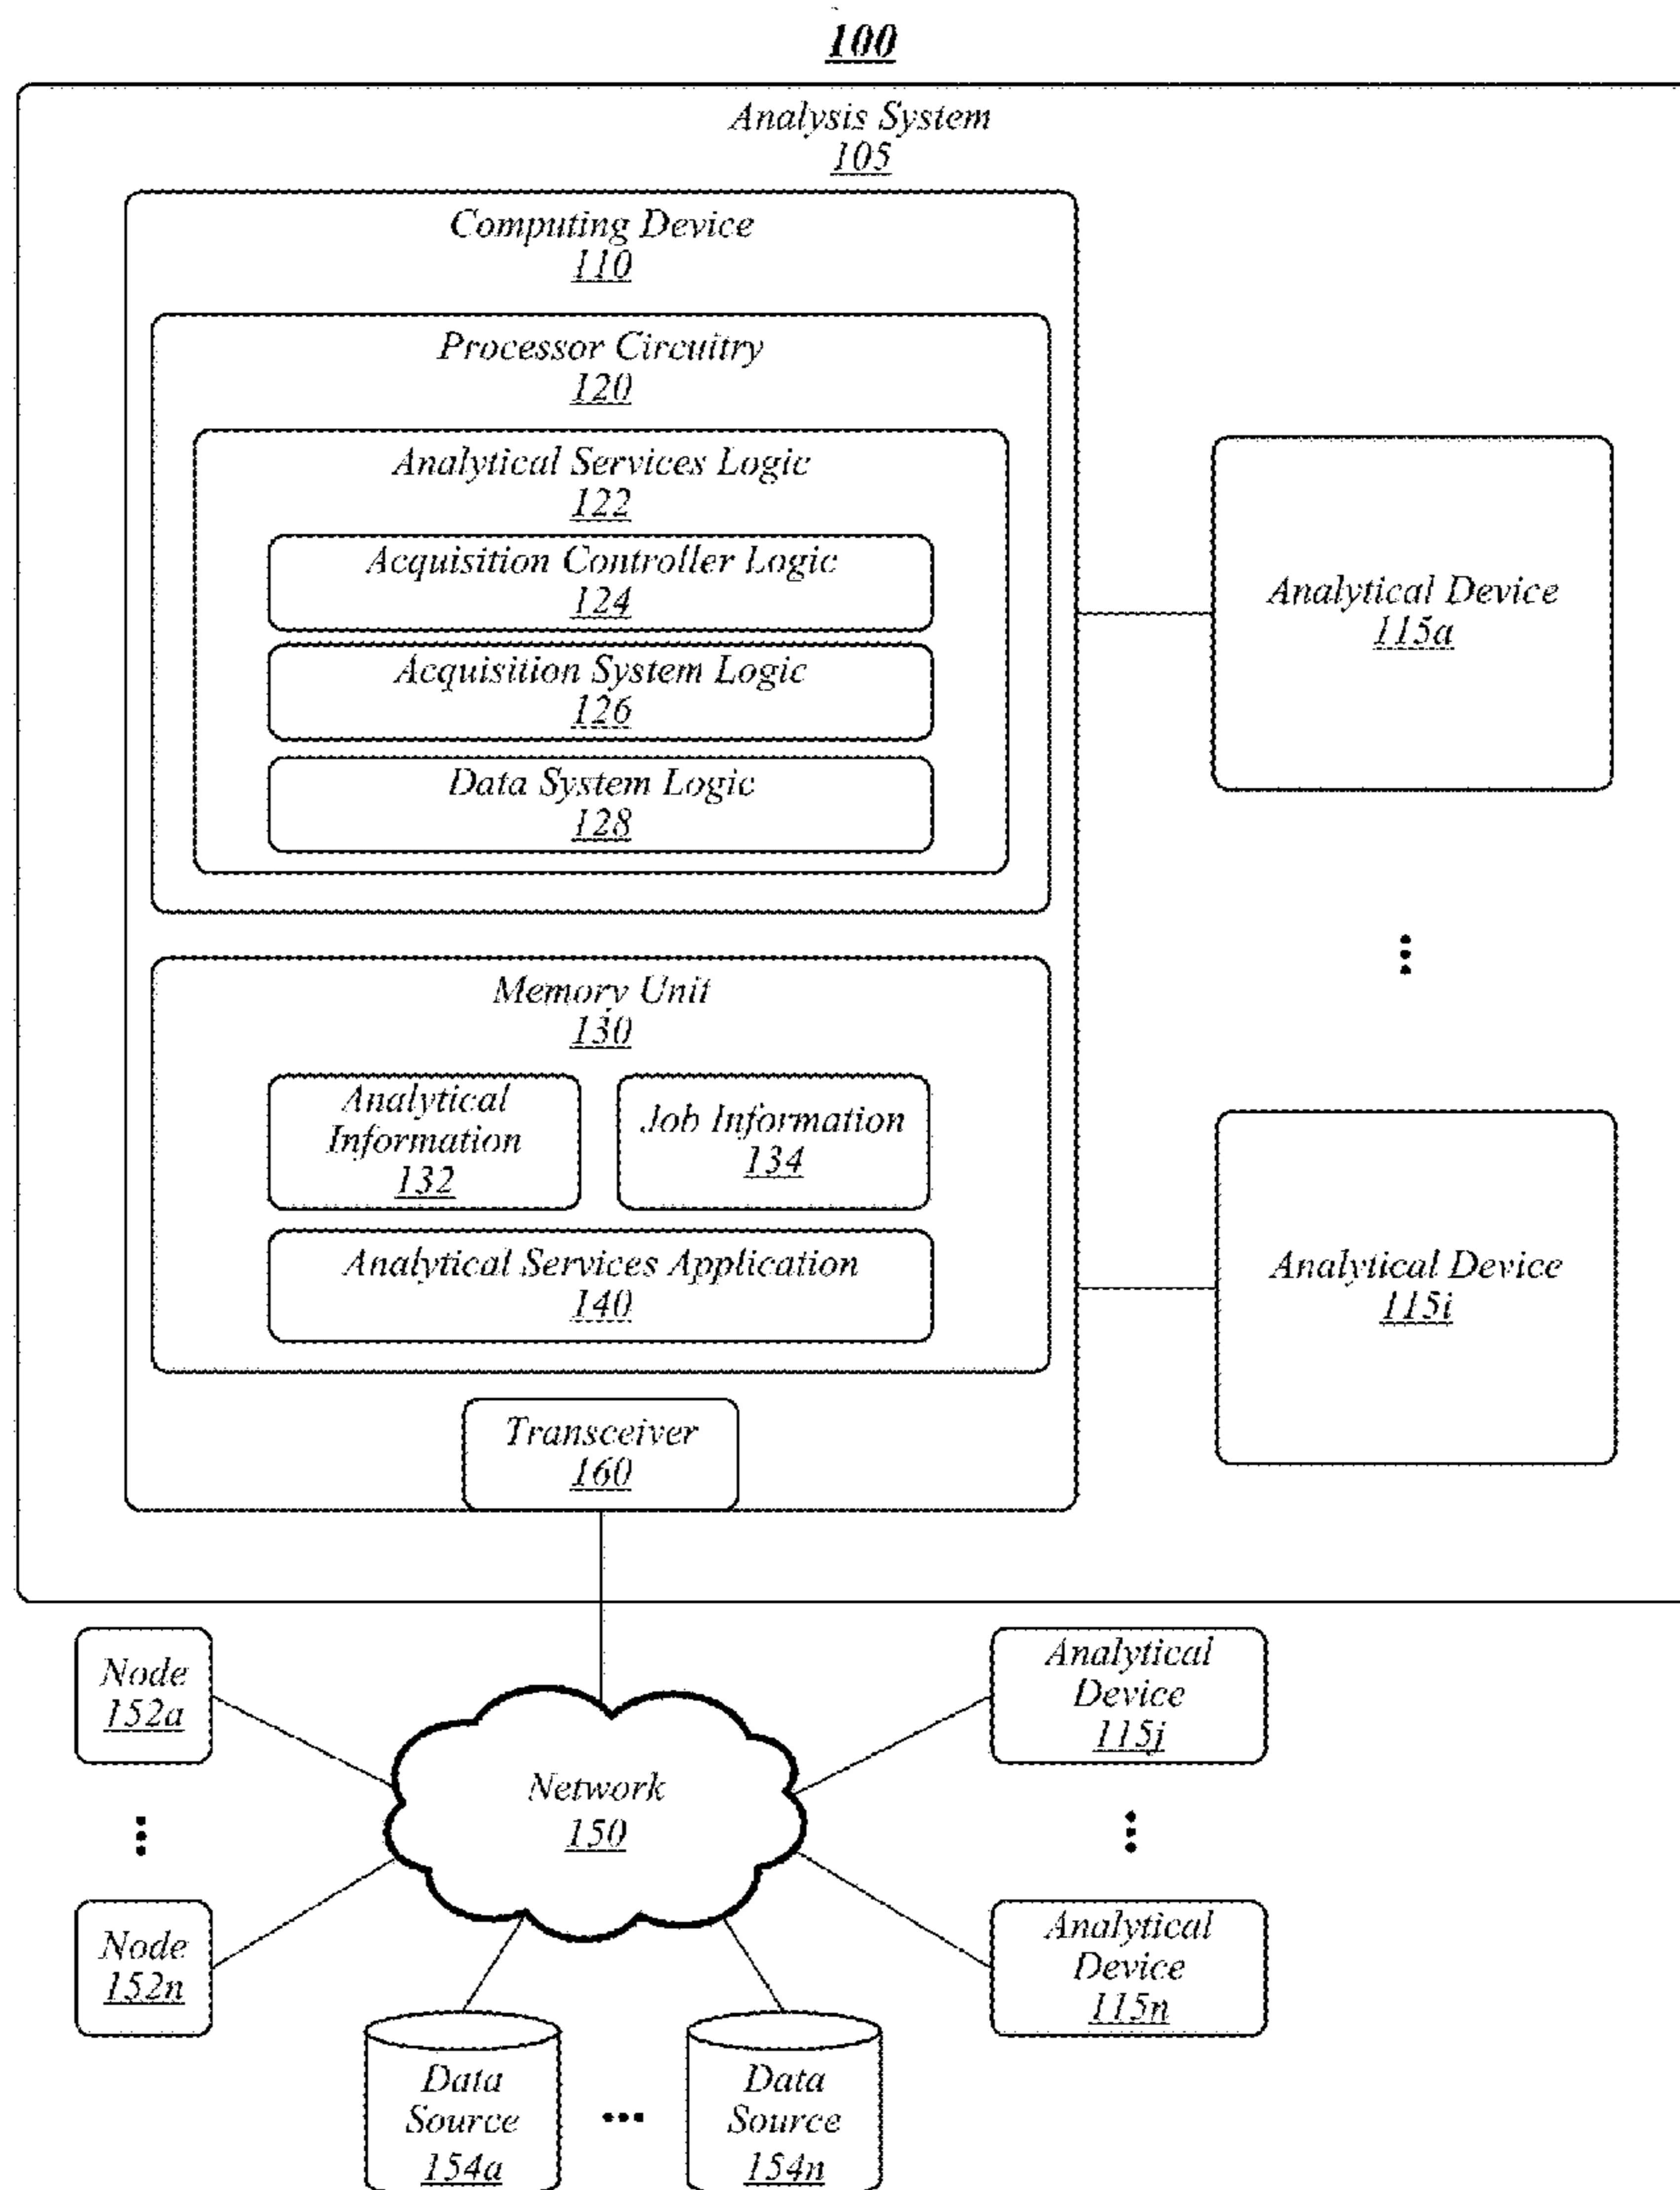 100
Analysis System
105
Computing Device
110
Processor Circuitry
120
Analytical Services Logic
122
Acquisition Controller Logic
124
Acquisition System Logic
126
Data System Logic
128
Analytical Device
115a
Memory Unit
130
Analytical
Information
132
Job Information
134
Analytical Services Application
140
Analytical Device
115i
Transceiver
160
Node
152a
Analytical
Device
115j
Network
150
Node
152n
Analytical
Device
115n
Data
Source
154a
Data
Source
154n